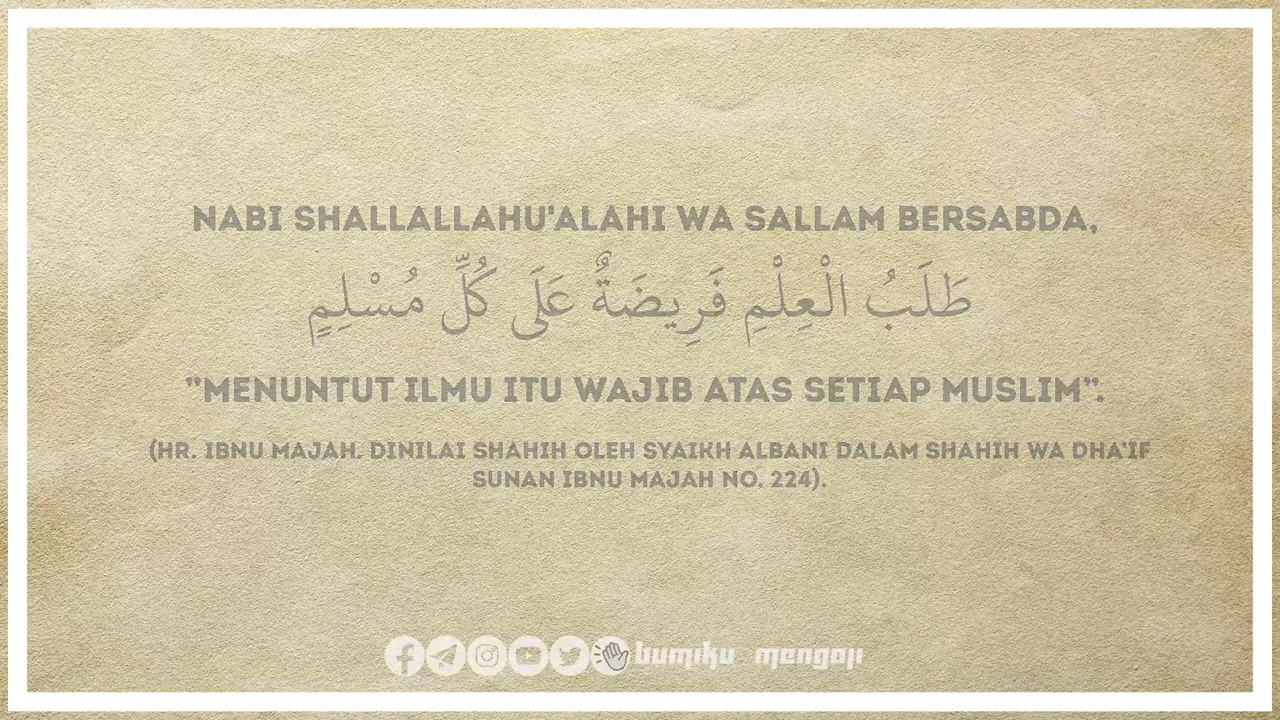 NABI SHALLALLAHU'ALAHI WA SALLAM BERSABDA,
طَلَبُ الْعِلْمِ فَرِيضَةٌ عَلَى كُلِّ مُسْلِمٍ
"MENUNTUT ILMU ITU WAJIB ATAS SETIAP MUSLIM".
(HR. IBNU MAJAH. DINILAI SHAHIH OLEH SYAIKH ALBANI DALAM SHAHIH WA DHA'IF
SUNAN IBNU MAJAH NO. 224).
bumiku mengaji